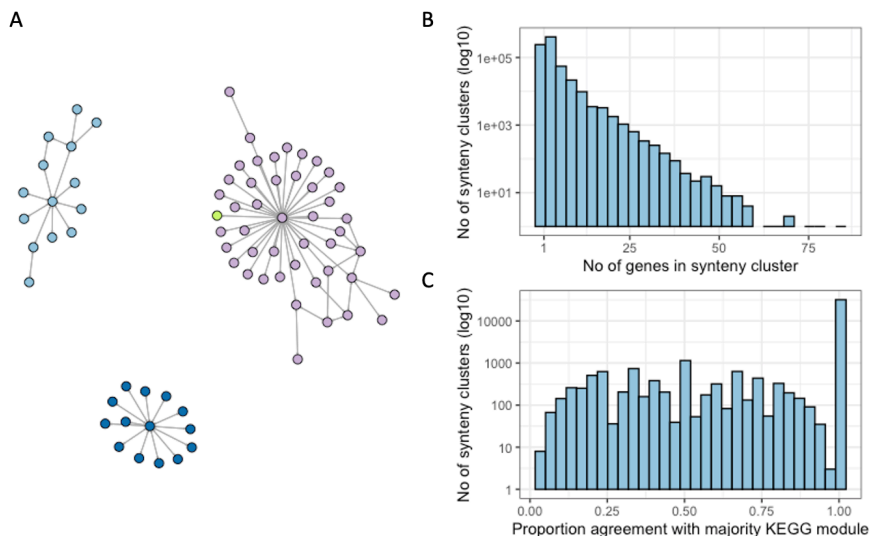 A
B
No of synteny clusters (log10)
1e+05
1e+03
1e+01
1
25
50
75
No of genes in synteny cluster
C
No of synteny clusters (log10)
10000
1000
100
10
1
0.00
0.25
0.50
0.75
1.00
Proportion agreement with majority KEGG module